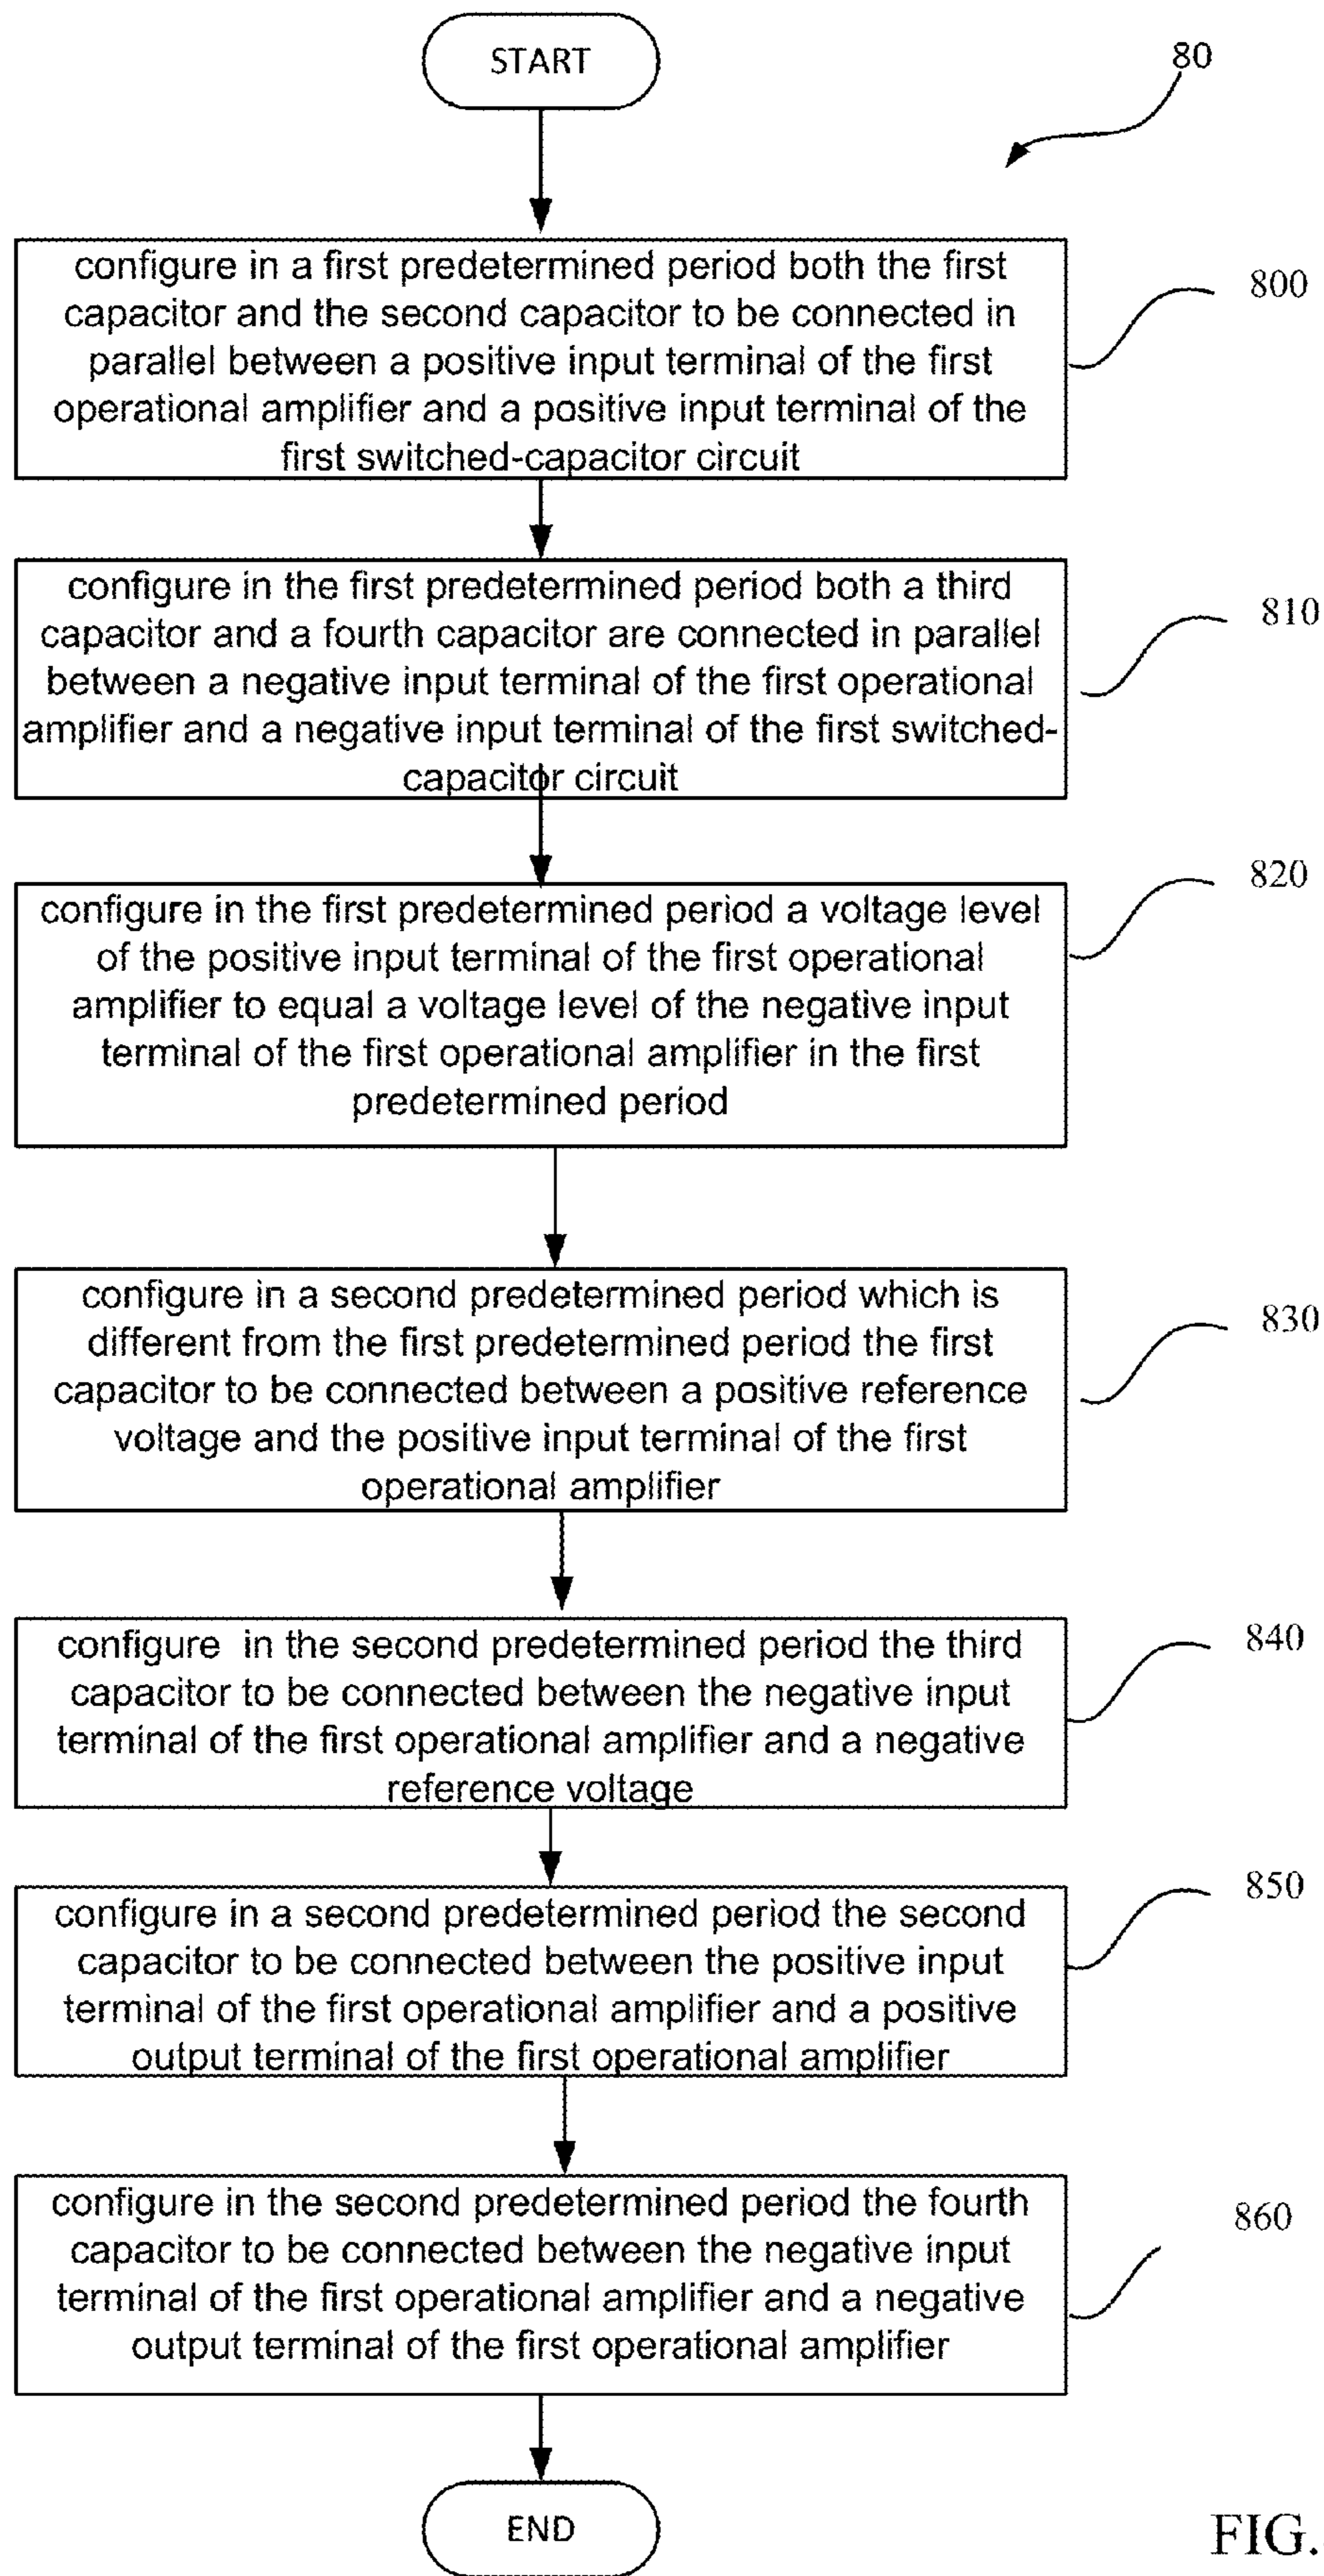 START
80
configure in a first predetermined period both the first
capacitor and the second capacitor to be connected in
parallel between a positive input terminal of the first
operational amplifier and a positive input terminal of the
first switched-capacitor circuit
800
configure in the first predetermined period both a third
capacitor and a fourth capacitor are connected in parallel
between a negative input terminal of the first operational
amplifier and a negative input terminal of the first switched-
capacitor circuit
810
configure in the first predetermined period a voltage level
of the positive input terminal of the first operational
amplifier to equal a voltage level of the negative input
terminal of the first operational amplifier in the first
predetermined period
820
configure in a second predetermined period which is
different from the first predetermined period the first
capacitor to be connected between a positive reference
voltage and the positive input terminal of the first
operational amplifier
830
configure in the second predetermined period the third
capacitor to be connected between the negative input
terminal of the first operational amplifier and a negative
reference voltage
840
configure in a second predetermined period the second
capacitor to be connected between the positive input
terminal of the first operational amplifier and a positive
output terminal of the first operational amplifier
850
configure in the second predetermined period the fourth
capacitor to be connected between the negative input
terminal of the first operational amplifier and a negative
output terminal of the first operational amplifier
860
END
FIG.